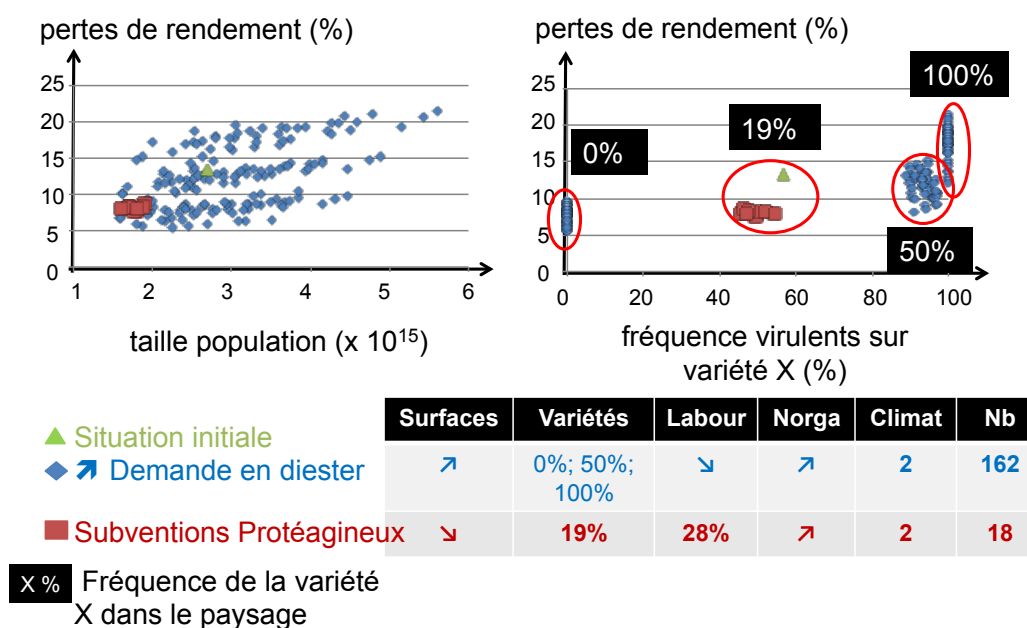 pertes de rendement (%)
25
20
15
10
5
0
1 2 3 4 5 6
taille population (x 10¹⁵)
pertes de rendement (%)
25
20
15
10
5
0
0 20 40 60 80 100
0%
19%
100%
50%
fréquence virulents sur
variété X (%)
Surfaces Variétés Labour Norga Climat Nb
↗ 0%; 50%; ↘ ↗ 2 162
100%
↘ 19% 28% ↗ 2 18
Situation initiale
↗ Demande en diester
Subventions Protéagineux
X % Fréquence de la variété
X dans le paysage